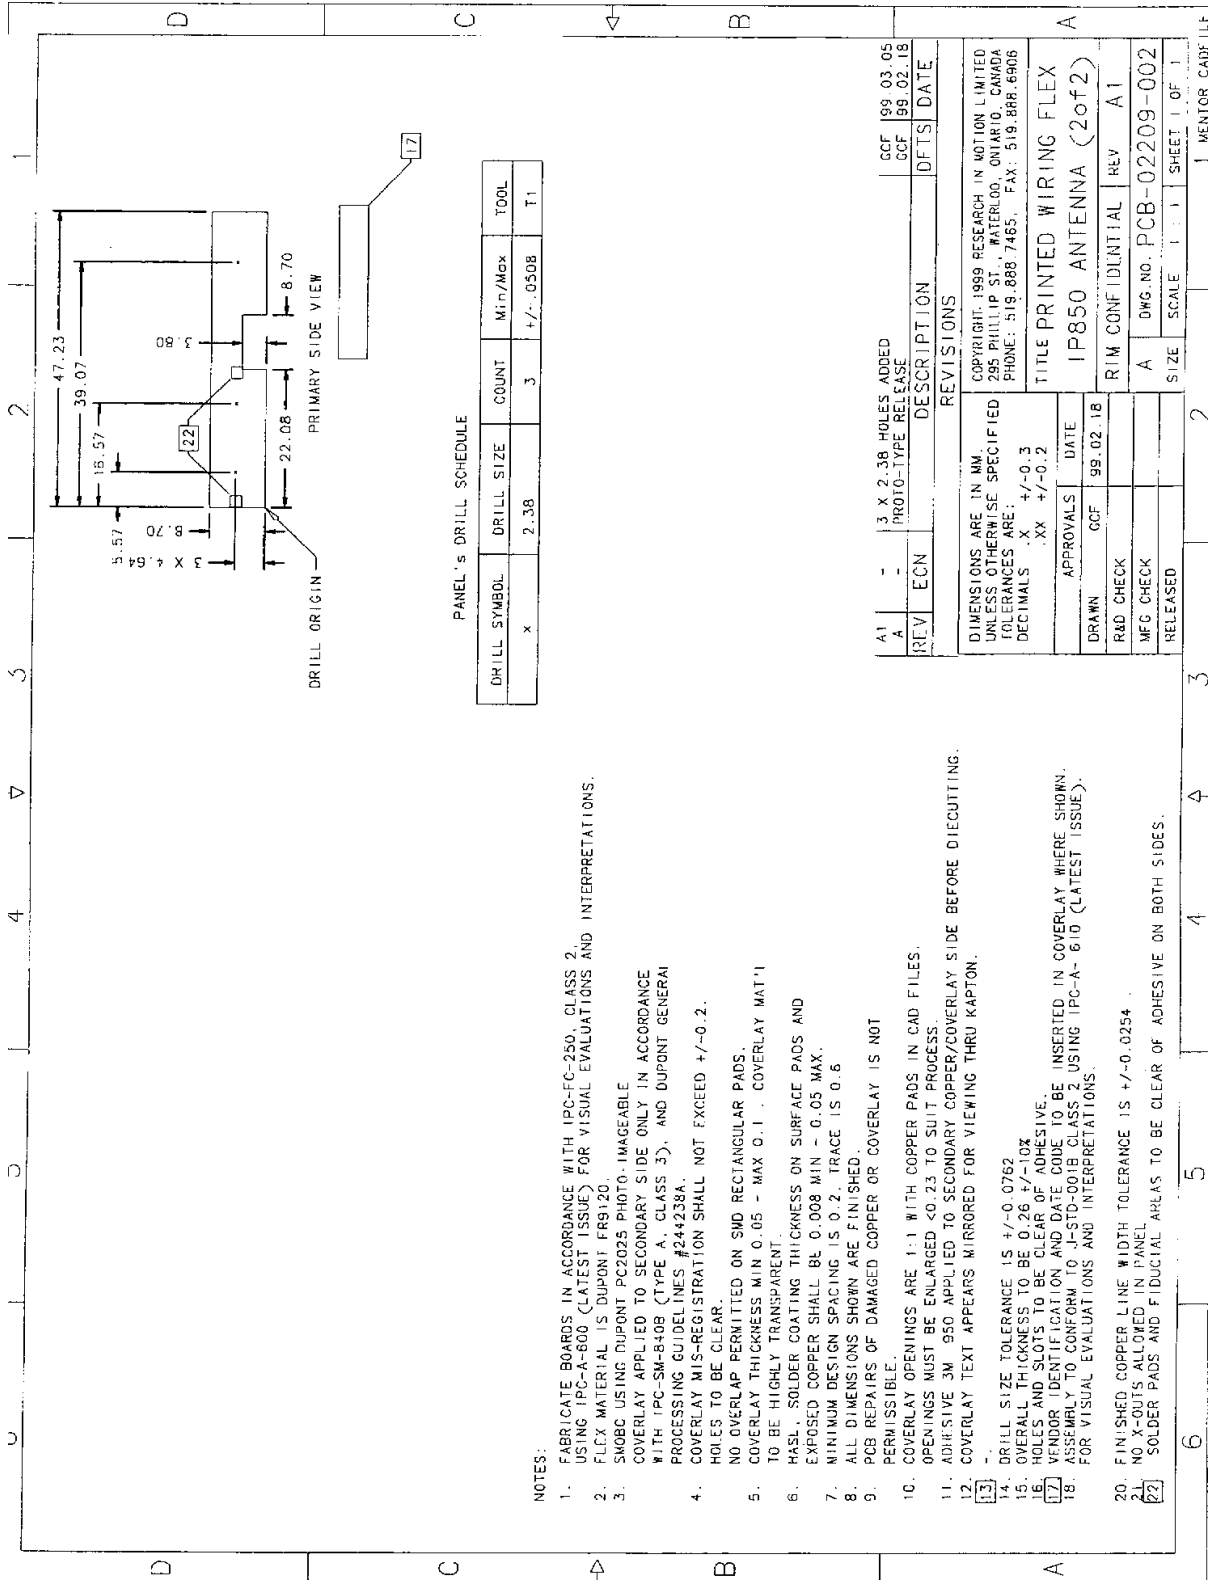 NOTES:
1. FABRICATE BOARDS IN ACCORDANCE WITH IPC-FC-250, CLASS 2,
USING IPC-A-600 (LATEST ISSUE) FOR VISUAL EVALUATIONS AND INTERPRETATIONS.
2. FLEX MATERIAL IS DUPONT FR9120.
3. SMOBC USING DUPONT PC2025 PHOTO-IMAGEABLE
COVERLAY APPLIED TO SECONDARY SIDE ONLY IN ACCORDANCE
WITH IPC-SM-840B (TYPE A, CLASS 3), AND DUPONT GENERAL
PROCESSING GUIDELINES #244238A.
4. COVERLAY MIS-REGISTRATION SHALL NOT EXCEED +/-0.2.
HOLES TO BE CLEAR.
NO OVERLAP PERMITTED ON SMD RECTANGULAR PADS.
5. COVERLAY THICKNESS MIN 0.05 - MAX 0.1 . COVERLAY MAT'l
TO BE HIGHLY TRANSPARENT.
6. HASL, SOLDER COATING THICKNESS ON SURFACE PADS AND
EXPOSED COPPER SHALL BE 0.008 MIN - 0.05 MAX.
7. MINIMUM DESIGN SPACING IS 0.2, TRACE IS 0.6
8. ALL DIMENSIONS SHOWN ARE FINISHED.
9. PCB REPAIRS OF DAMAGED COPPER OR COVERLAY IS NOT
PERMISSIBLE.
10. COVERLAY OPENINGS ARE 1:1 WITH COPPER PADS IN CAD FILES.
OPENINGS MUST BE ENLARGED <0.23 TO SUIT PROCESS.
11. ADHESIVE 3M 950 APPLIED TO SECONDARY COPPER/COVERLAY SIDE BEFORE DIECUTTING.
12. COVERLAY TEXT APPEARS MIRRORED FOR VIEWING THRU KAPTON.
13 -.
14. DRILL SIZE TOLERANCE IS +/-0.0762
15. OVERALL THICKNESS TO BE 0.26 +/-10%
16 HOLES AND SLOTS TO BE CLEAR OF ADHESIVE.
17 VENDOR IDENTIFICATION AND DATE CODE TO BE INSERTED IN COVERLAY WHERE SHOWN.
18. ASSEMBLY TO CONFORM TO J-STD-001B CLASS 2 USING IPC-A-610 (LATEST ISSUE).
FOR VISUAL EVALUATIONS AND INTERPRETATIONS.
20. FINISHED COPPER LINE WIDTH TOLERANCE IS +/-0.0254 .
21. NO X-OUTS ALLOWED IN PANEL
22 SOLDER PADS AND FIDUCIAL AREAS TO BE CLEAR OF ADHESIVE ON BOTH SIDES.
47.23
39.07
16.57
5.57
8.70
3 X 4.64
3.80
22
22.08
8.70
DRILL ORIGIN
PRIMARY SIDE VIEW
17
PANEL's DRILL SCHEDULE
DRILL SYMBOL DRILL SIZE COUNT Min/Max TOOL
x 2.38 3 +/-.0508 T1
A1 - 3 X 2.38 HOLES ADDED GCF 99.03.05
A - PROTO-TYPE RELEASE GCF 99.02.18
REV ECN DESCRIPTION DFTS DATE
REVISIONS
DIMENSIONS ARE IN MM
UNLESS OTHERWISE SPECIFIED
TOLERANCES ARE:
DECIMALS .X +/-0.3
.XX +/-0.2
APPROVALS DATE
DRAWN GCF 99.02.18
R&D CHECK
MFG CHECK
RELEASED
COPYRIGHT 1999 RESEARCH IN MOTION LIMITED
295 PHILLIP ST., WATERLOO, ONTARIO, CANADA
PHONE: 519.888.7465, FAX: 519.888.6906
TITLE PRINTED WIRING FLEX
IP850 ANTENNA (2of2)
RIM CONFIDENTIAL REV A1
A DWG.NO. PCB-02209-002
SIZE SCALE 1:1 SHEET 1 OF 1
MENTOR CADFILE
D C B A
D C B A
3 2 1
6 5 4 3 2